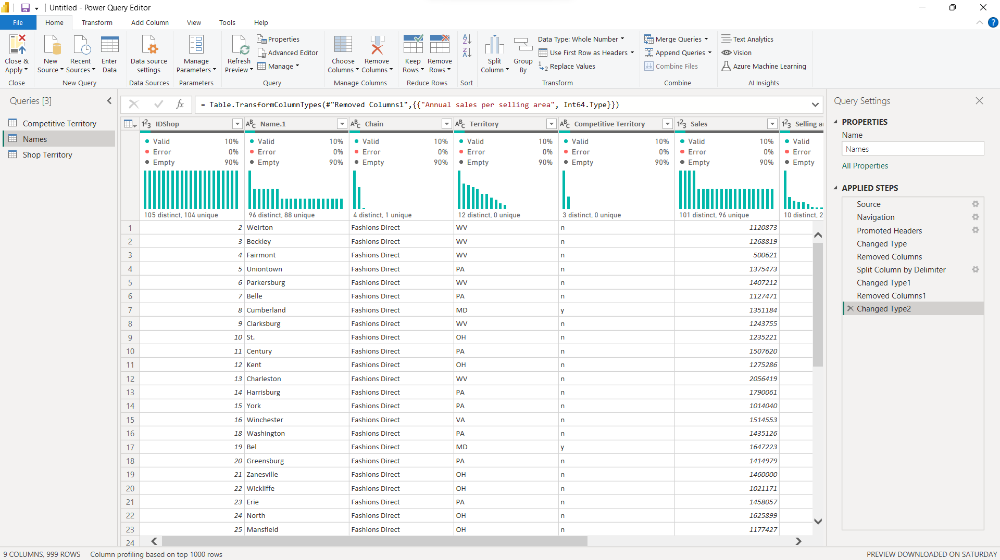 Untitled - Power Query Editor
File Home Transform Add Column View Tools Help
Close & Apply
Close
New Source
Recent Sources
Enter Data
New Query
Data source settings
Data Sources
Manage Parameters
Parameters
Refresh Preview
Properties
Advanced Editor
Manage
Query
Choose Columns
Remove Columns
Manage Columns
Keep Rows
Remove Rows
Reduce Rows
Sort
Split Column
Group By
Data Type: Whole Number
Use First Row as Headers
Replace Values
Transform
Merge Queries
Append Queries
Combine Files
Combine
Text Analytics
Vision
Azure Machine Learning
AI Insights
Queries [3]
Competitive Territory
Names
Shop Territory
fx = Table.TransformColumnTypes(#"Removed Columns1",{{"Annual sales per selling area", Int64.Type}})
IDShop Name.1 Chain Territory Competitive Territory Sales Selling a
Valid 10% Valid 10% Valid 10% Valid 10% Valid 10% Valid 10% Valid
Error 0% Error 0% Error 0% Error 0% Error 0% Error 0% Error
Empty 90% Empty 90% Empty 90% Empty 90% Empty 90% Empty 90% Empty
105 distinct, 104 unique 96 distinct, 88 unique 4 distinct, 1 unique 12 distinct, 0 unique 3 distinct, 0 unique 101 distinct, 96 unique 10 distinct, 2
1 2 Weirton Fashions Direct WV n 1120873
2 3 Beckley Fashions Direct WV n 1268819
3 4 Fairmont Fashions Direct WV n 500621
4 5 Uniontown Fashions Direct PA n 1375473
5 6 Parkersburg Fashions Direct WV n 1407212
6 7 Belle Fashions Direct PA n 1127471
7 8 Cumberland Fashions Direct MD y 1351184
8 9 Clarksburg Fashions Direct WV n 1243755
9 10 St. Fashions Direct OH n 1235221
10 11 Century Fashions Direct PA n 1507620
11 12 Kent Fashions Direct OH n 1275286
12 13 Charleston Fashions Direct WV n 2056419
13 14 Harrisburg Fashions Direct PA n 1790061
14 15 York Fashions Direct PA n 1014040
15 16 Winchester Fashions Direct VA n 1514553
16 18 Washington Fashions Direct PA n 1435126
17 19 Bel Fashions Direct MD y 1647223
18 20 Greensburg Fashions Direct PA n 1414979
19 21 Zanesville Fashions Direct OH n 1460000
20 22 Wickliffe Fashions Direct OH n 1021171
21 23 Erie Fashions Direct PA n 1458057
22 24 North Fashions Direct OH n 1625899
23 25 Mansfield Fashions Direct OH n 1177427
24
Query Settings
PROPERTIES
Name
Names
All Properties
APPLIED STEPS
Source
Navigation
Promoted Headers
Changed Type
Removed Columns
Split Column by Delimiter
Changed Type1
Removed Columns1
Changed Type2
9 COLUMNS, 999 ROWS Column profiling based on top 1000 rows
PREVIEW DOWNLOADED ON SATURDAY